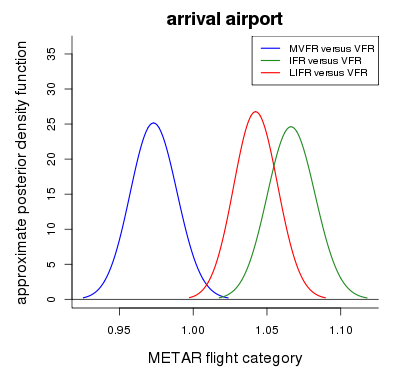 arrival airport
MVFR versus VFR
IFR versus VFR
LIFR versus VFR
approximate posterior density function
35
30
25
20
15
10
5
0
0.95 1.00 1.05 1.10
METAR flight category